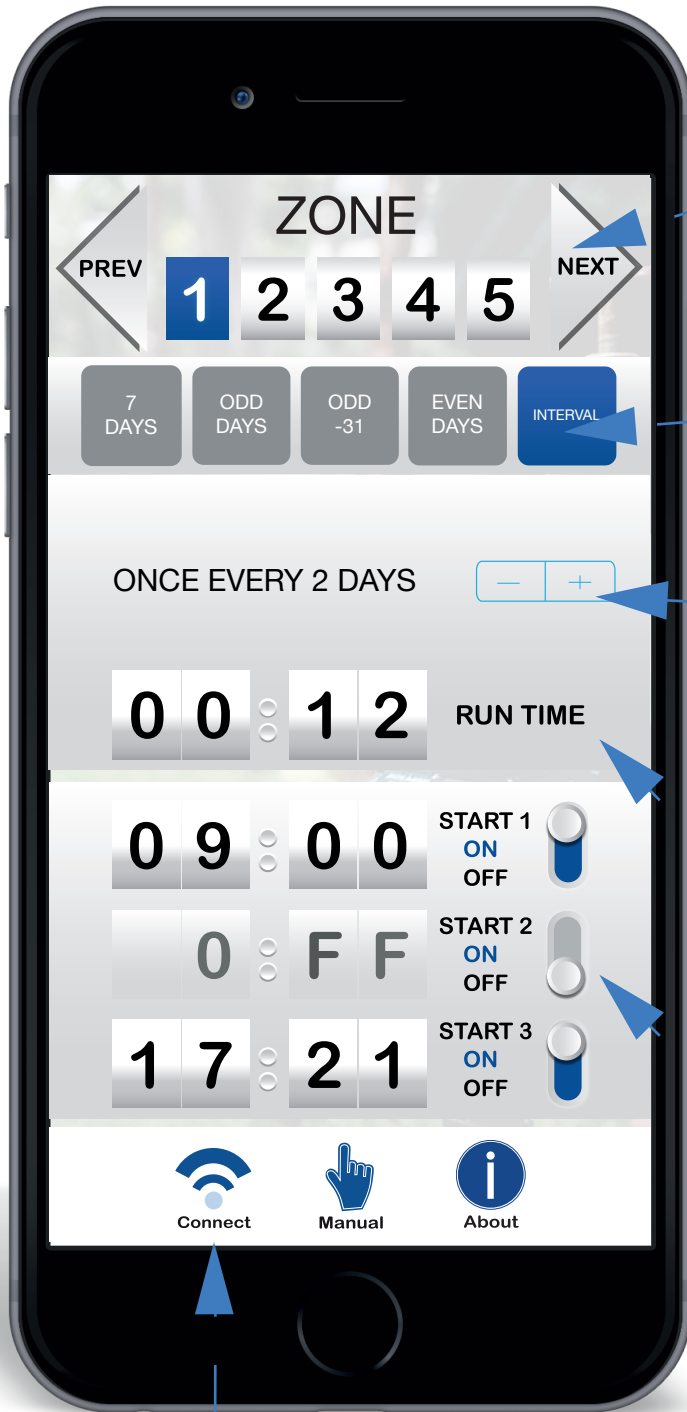 ZONE
PREV
1 2 3 4 5
NEXT
7
DAYS
ODD
DAYS
ODD
-31
EVEN
DAYS
INTERVAL
ONCE EVERY 2 DAYS
— +
00:12
RUN TIME
09:00
START 1
ON
OFF
0:FF
START 2
ON
OFF
17:21
START 3
ON
OFF
i
Connect
Manual
About